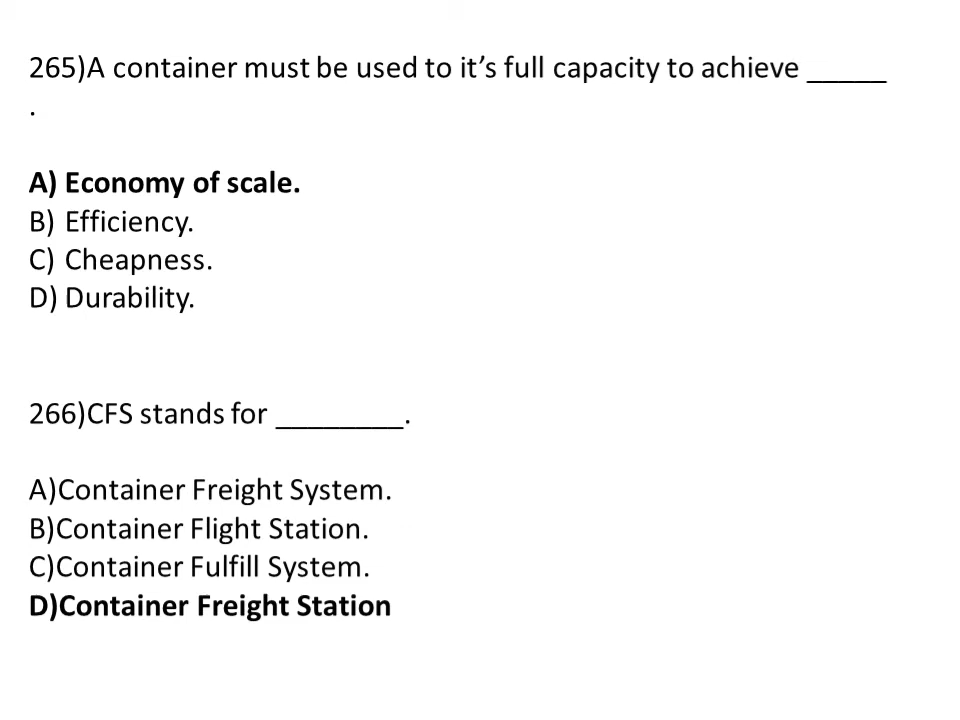 265)A container must be used to it’s full capacity to achieve _____
.
A) Economy of scale.
B) Efficiency.
C) Cheapness.
D) Durability.
266)CFS stands for ________.
A)Container Freight System.
B)Container Flight Station.
C)Container Fulfill System.
D)Container Freight Station